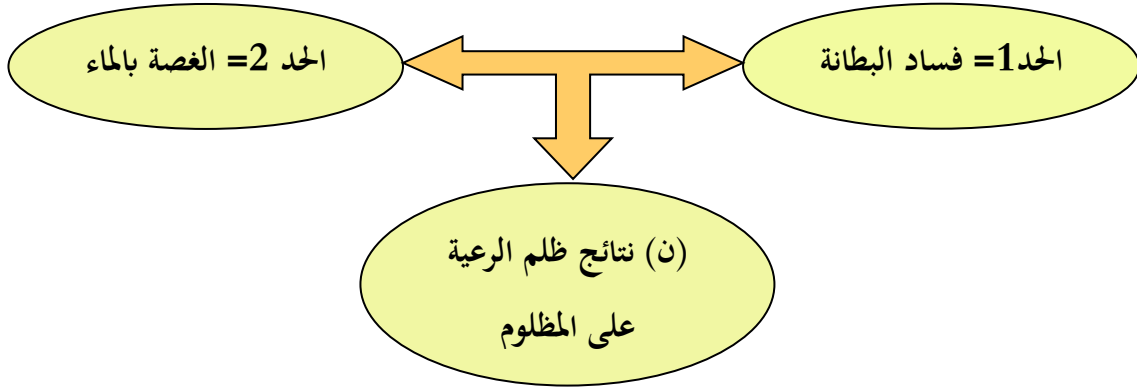 الحد1= فساد البطانة
الحد 2= الغصة بالماء
(ن) نتائج ظلم الرعية
على المظلوم